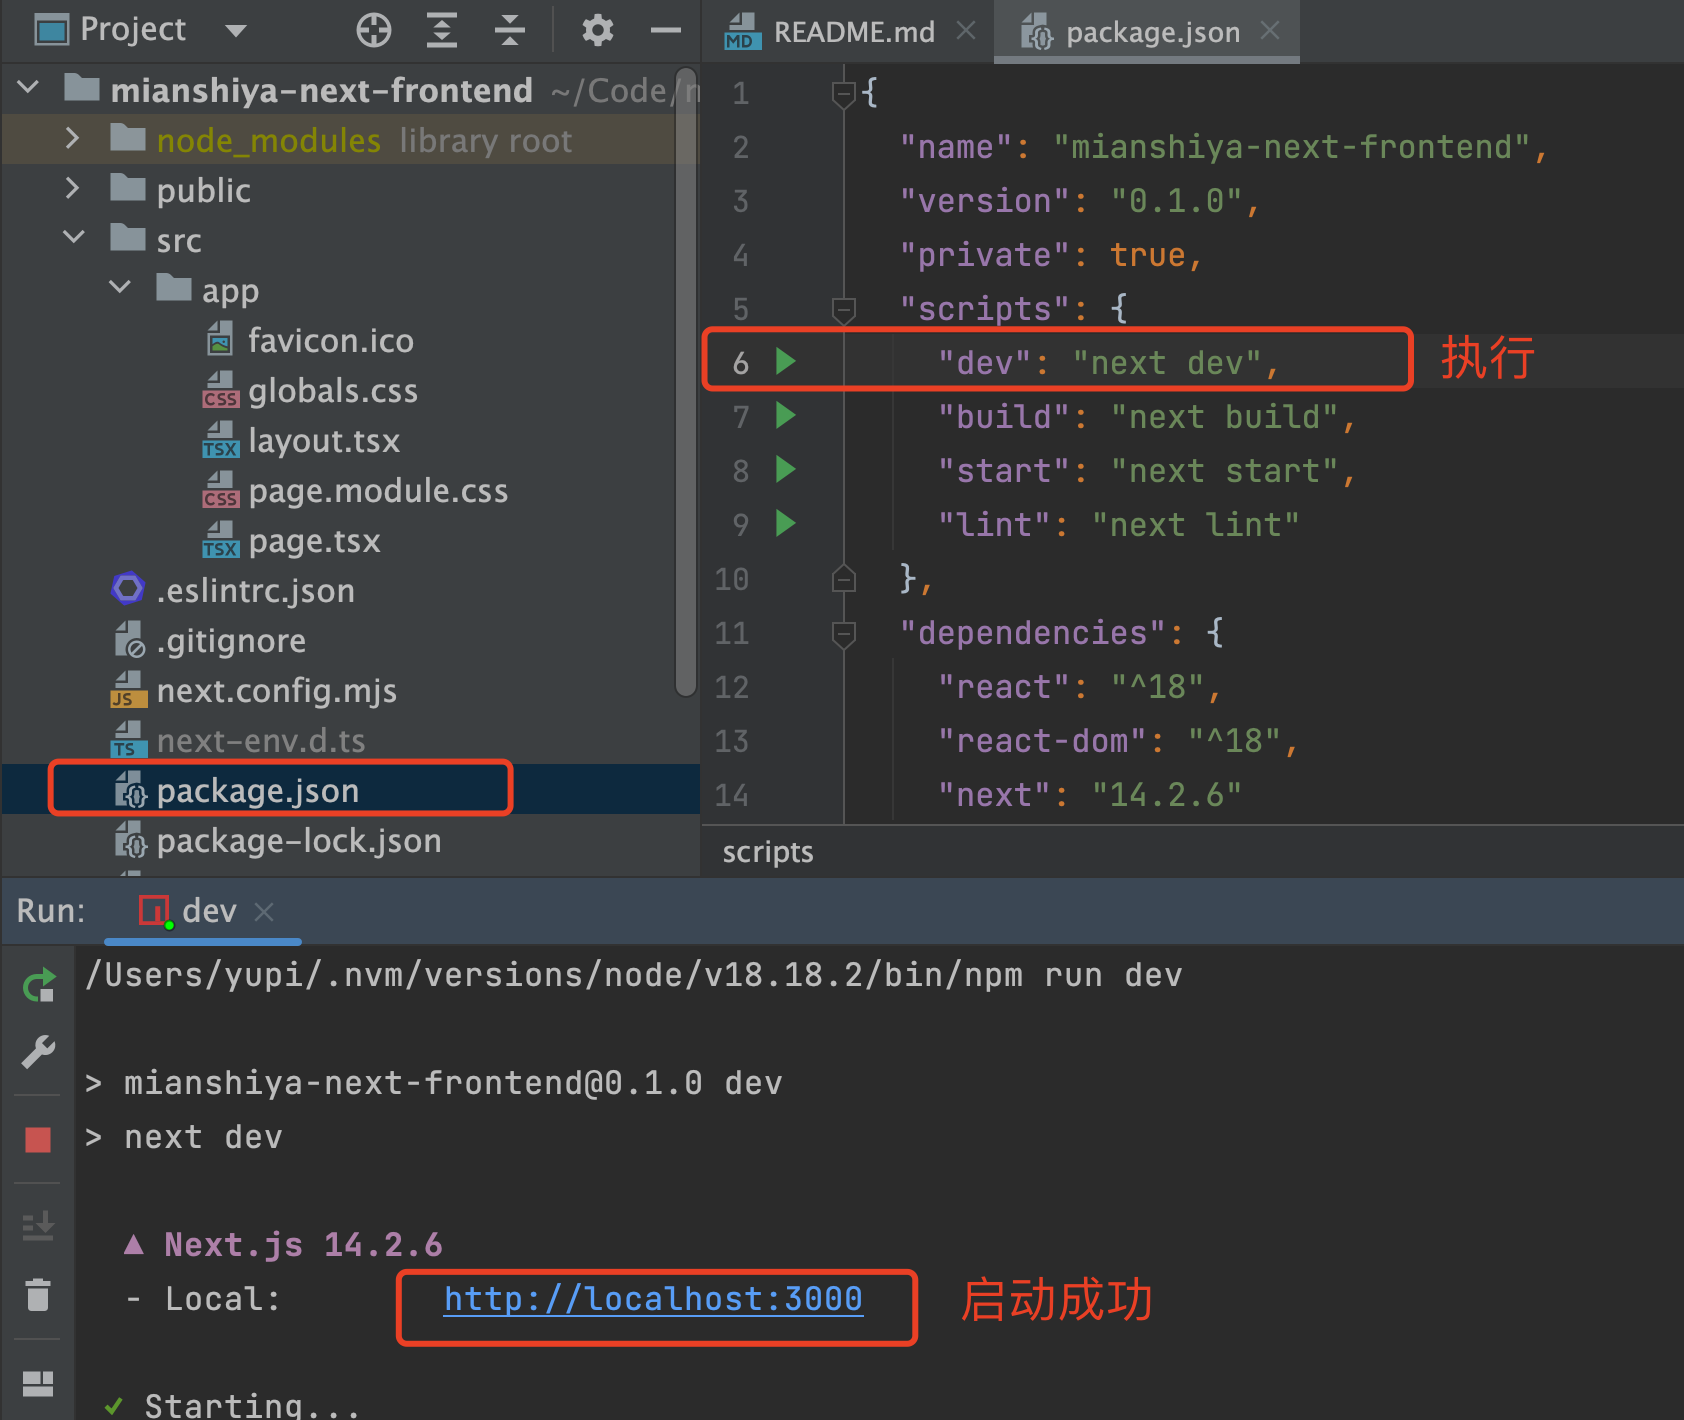 Project
mianshiya-next-frontend ~/Code/
node_modules library root
public
src
app
favicon.ico
globals.css
layout.tsx
page.module.css
page.tsx
.eslintrc.json
.gitignore
next.config.mjs
next-env.d.ts
package.json
package-lock.json
README.md
package.json
1 {
2 "name": "mianshiya-next-frontend",
3 "version": "0.1.0",
4 "private": true,
5 "scripts": {
6 "dev": "next dev", 执行
7 "build": "next build",
8 "start": "next start",
9 "lint": "next lint"
10 },
11 "dependencies": {
12 "react": "^18",
13 "react-dom": "^18",
14 "next": "14.2.6"
scripts
Run: dev
/Users/yupi/.nvm/versions/node/v18.18.2/bin/npm run dev
> mianshiya-next-frontend@0.1.0 dev
> next dev
▲ Next.js 14.2.6
- Local: http://localhost:3000 启动成功
✓ Starting...